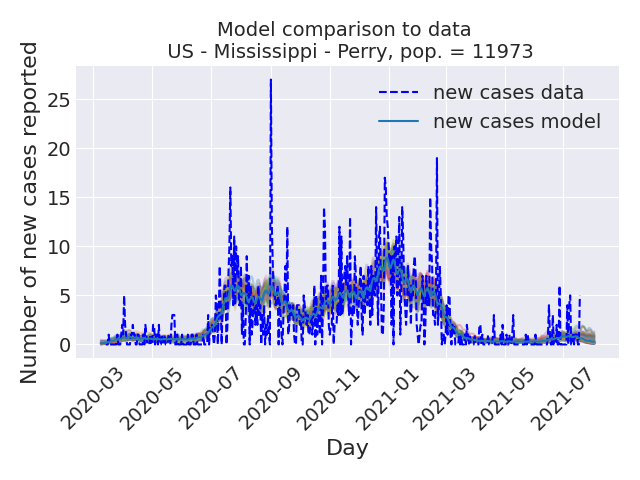 Model comparison to data
US - Mississippi - Perry, pop. = 11973
Number of new cases reported
25
20
15
10
5
0
new cases data
new cases model
2020-03
2020-05
2020-07
2020-09
2020-11
2021-01
2021-03
2021-05
2021-07
Day